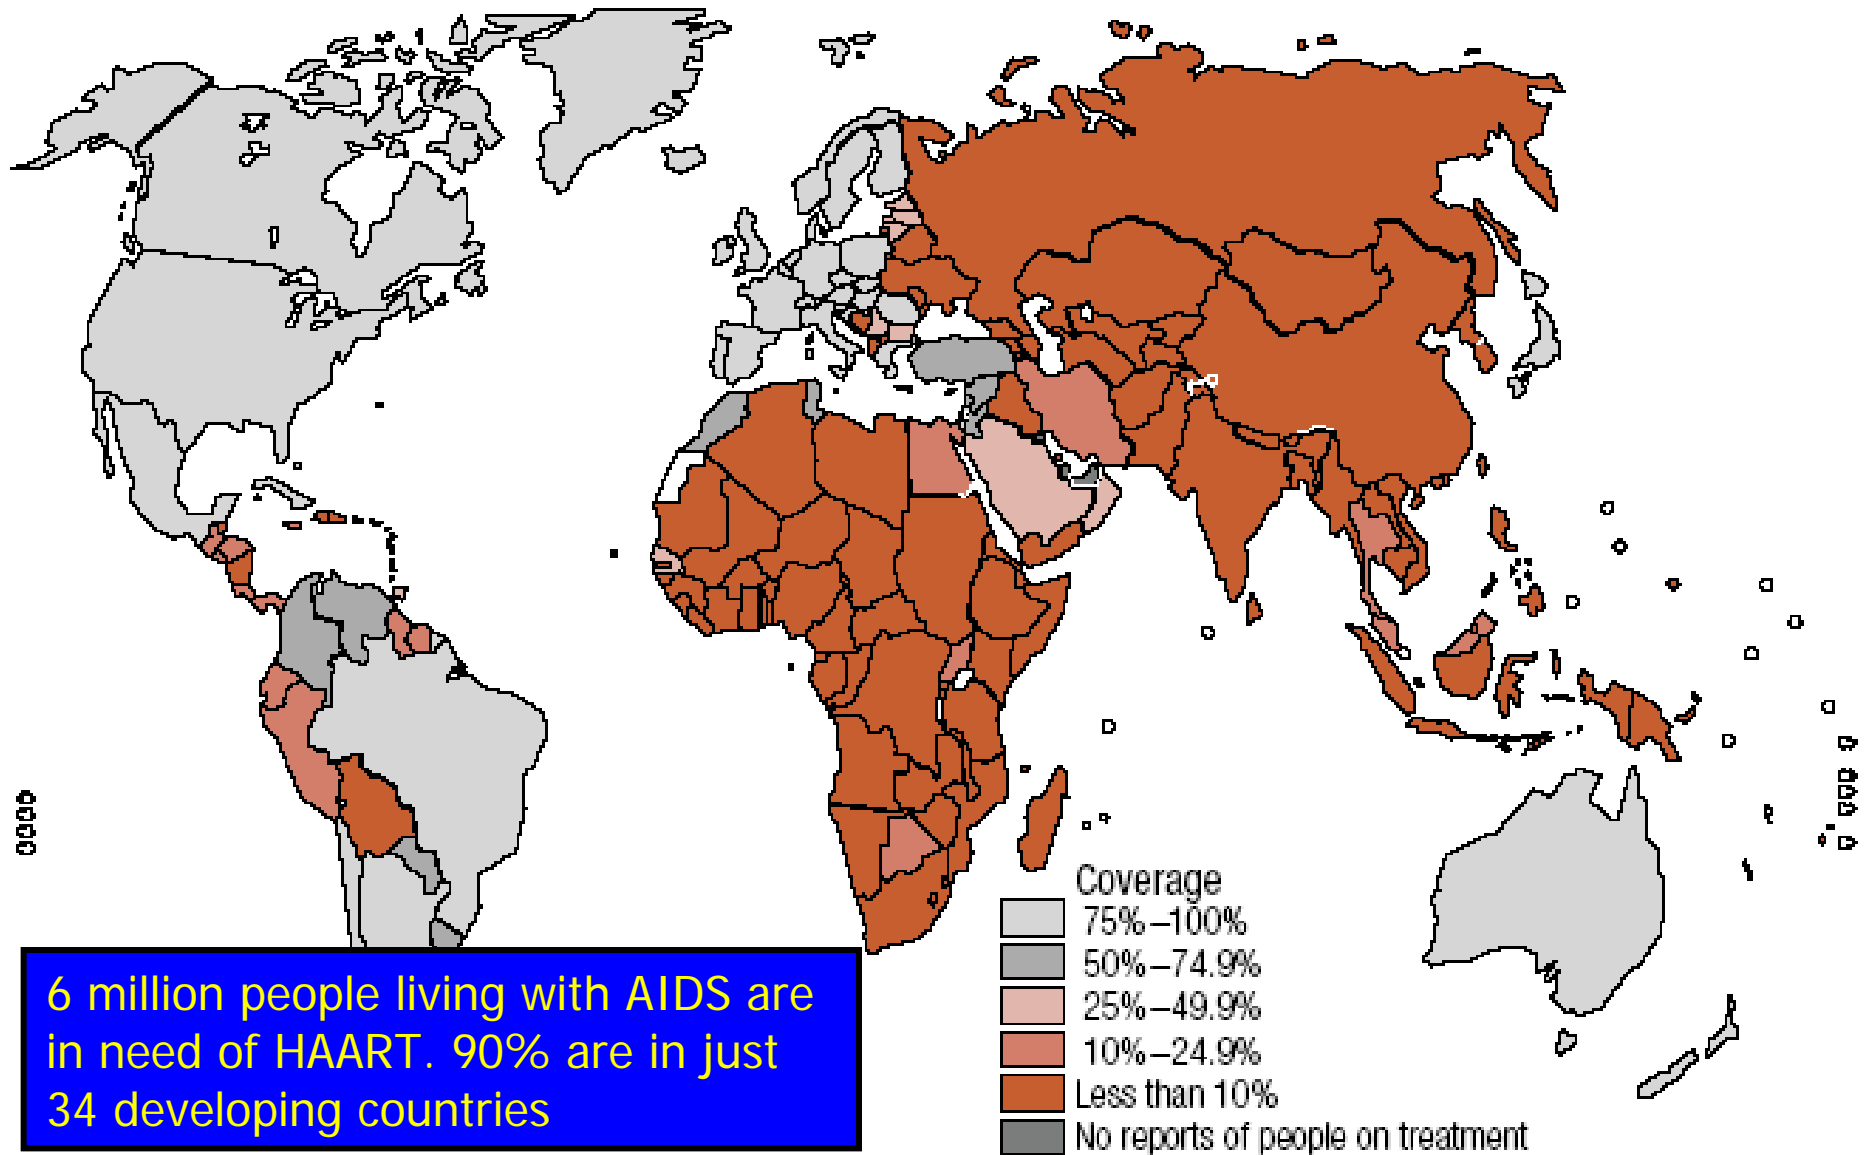 Coverage
75%–100%
50%–74.9%
25%–49.9%
10%–24.9%
Less than 10%
No reports of people on treatment
6 million people living with AIDS are
in need of HAART. 90% are in just
34 developing countries